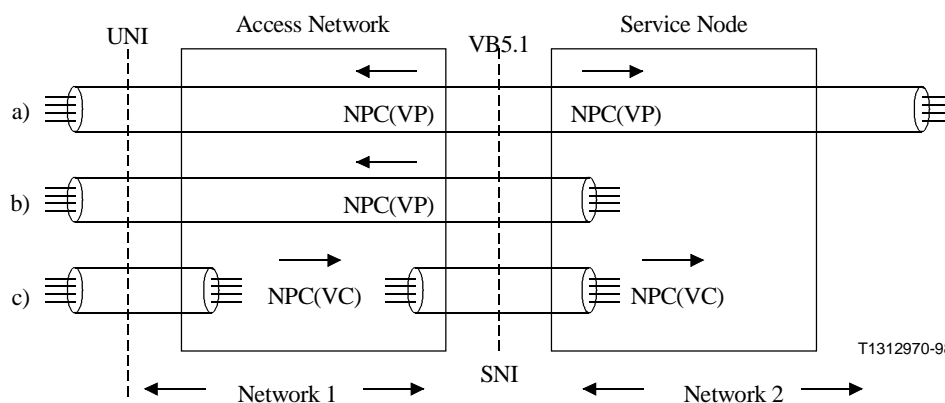 Access Network
Service Node
UNI
VB5.1
a)
NPC(VP)
NPC(VP)
b)
NPC(VP)
c)
NPC(VC)
NPC(VC)
SNI
Network 1
Network 2